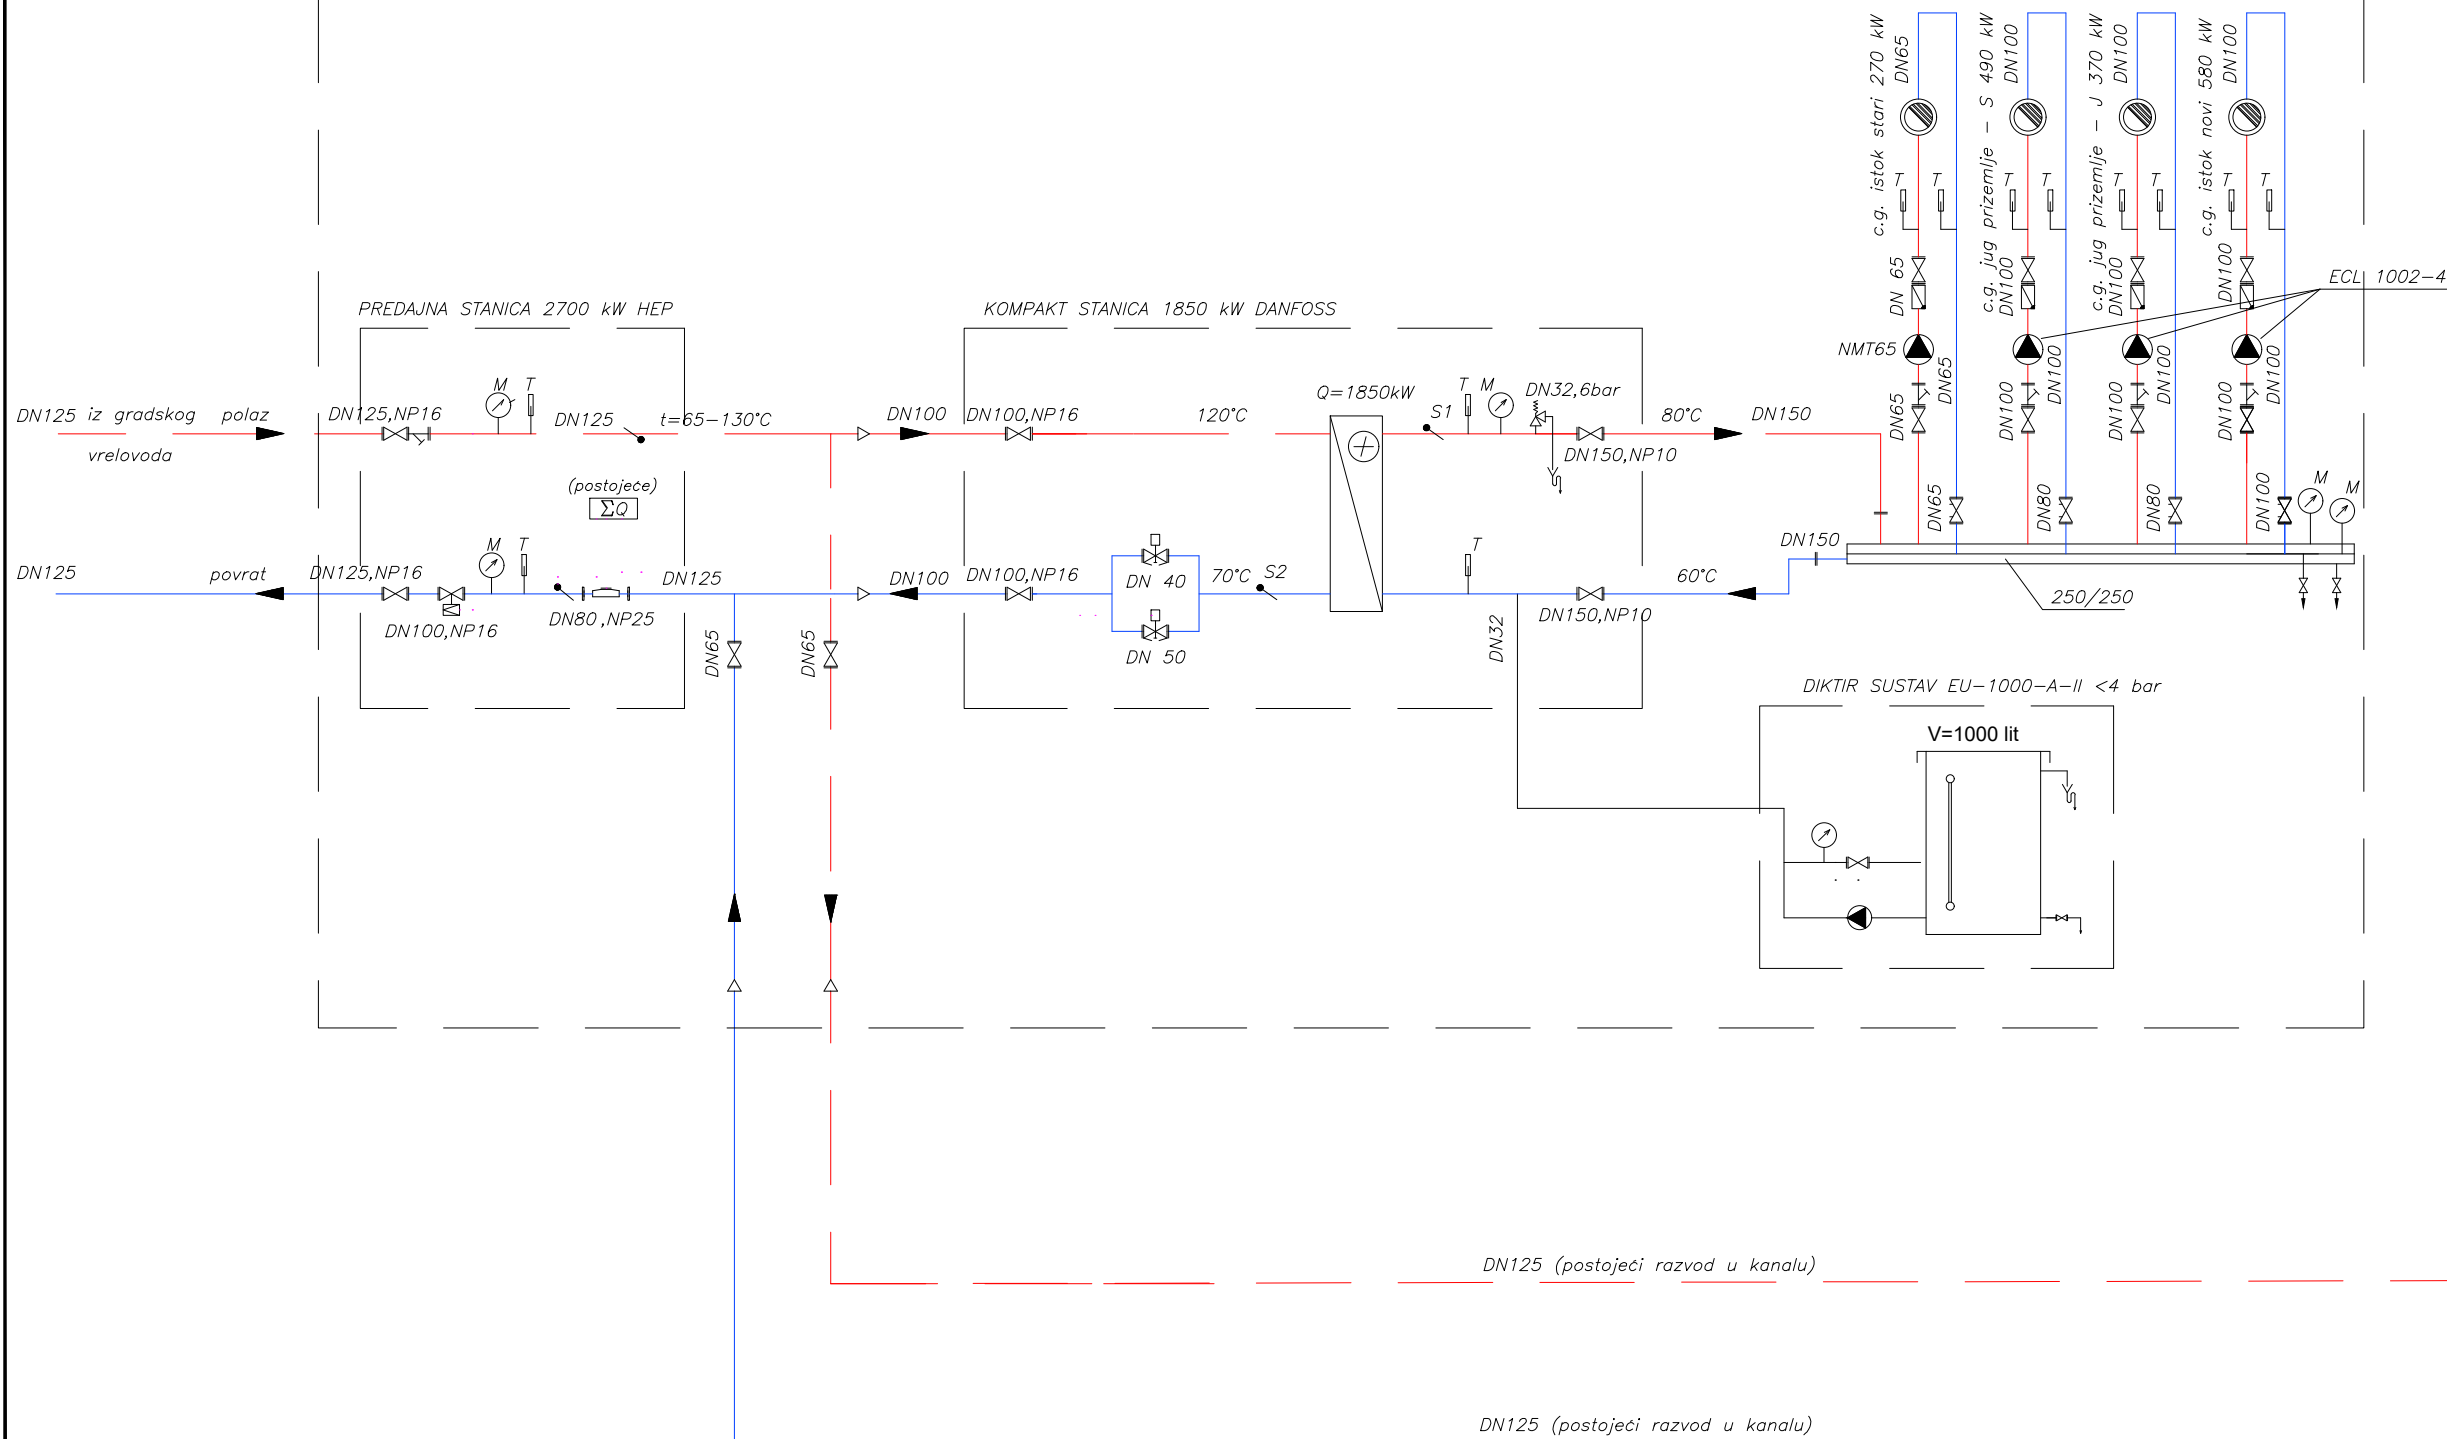 c.g. istok stari 270 kW
DN65
c.g. jug prizemlje - S 490 kW
DN100
c.g. jug prizemlje - J 370 kW
DN100
c.g. istok novi 580 kW
DN100
T
T
T
T
T
T
T
T
DN 65
DN100
DN100
DN100
ECL 1002-4
NMT65
DN65
DN100
DN100
DN100
DN65
DN100
DN100
DN100
DN65
DN80
DN80
DN100
M
M
PREDAJNA STANICA 2700 kW HEP
KOMPAKT STANICA 1850 kW DANFOSS
DN125 iz gradskog polaz
vrelovoda
DN125,NP16
M
T
DN125
t=65-130°C
DN100
DN100,NP16
120°C
Q=1850kW
S1
T
M
DN32,6bar
DN150,NP10
80°C
DN150
(postojeće)
ΣQ
DN125
povrat
DN125,NP16
M
T
DN100,NP16
DN80 ,NP25
DN125
DN100
DN100,NP16
DN 40
DN 50
70°C
S2
T
DN150,NP10
60°C
DN150
250/250
DN65
DN65
DN32
DIKTIR SUSTAV EU-1000-A-II <4 bar
V=1000 lit
DN125 (postojeći razvod u kanalu)
DN125 (postojeći razvod u kanalu)